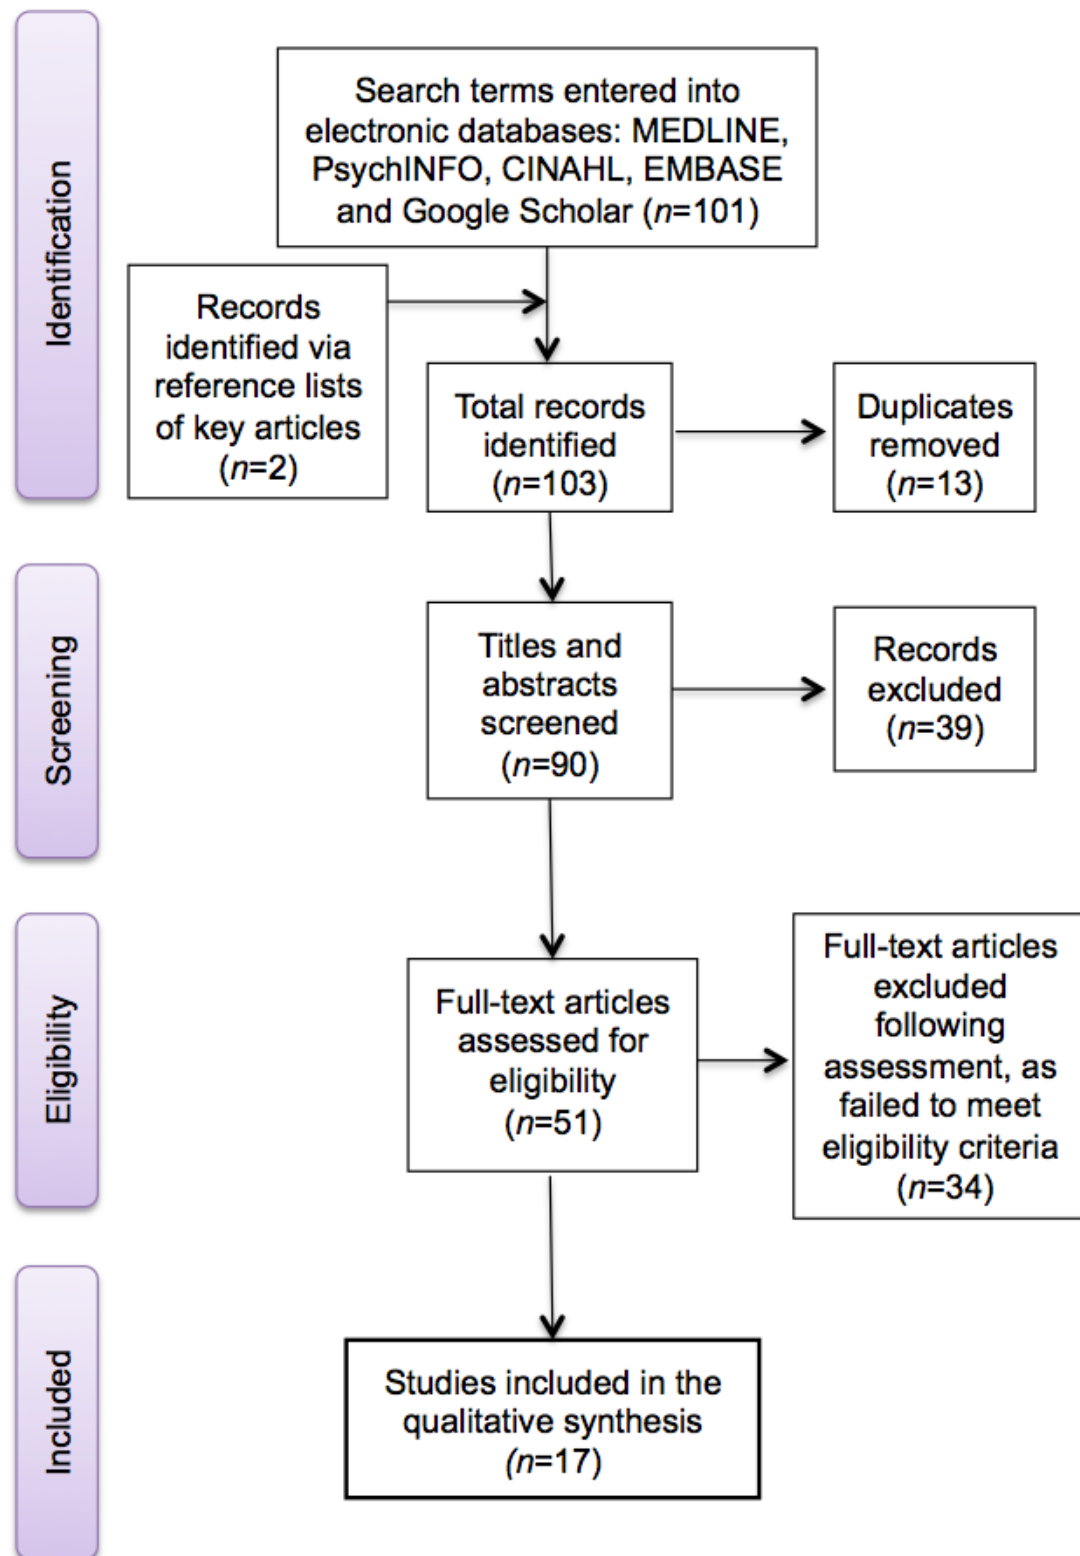 Identification
Search terms entered into
electronic databases: MEDLINE,
PsychINFO, CINAHL, EMBASE
and Google Scholar (n=101)
Records
identified via
reference lists
of key articles
(n=2)
Total records
identified
(n=103)
Duplicates
removed
(n=13)
Screening
Titles and
abstracts
screened
(n=90)
Records
excluded
(n=39)
Eligibility
Full-text articles
assessed for
eligibility
(n=51)
Full-text articles
excluded
following
assessment, as
failed to meet
eligibility criteria
(n=34)
Included
Studies included in the
qualitative synthesis
(n=17)